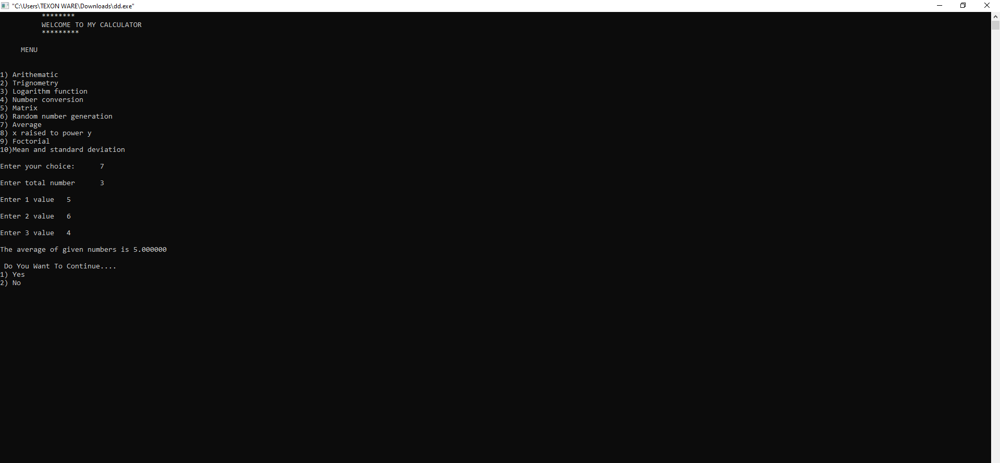 "C:\Users\TEXON WARE\Downloads\dd.exe"
********
WELCOME TO MY CALCULATOR
*********
MENU
1) Arithematic
2) Trignometry
3) Logarithm function
4) Number conversion
5) Matrix
6) Random number generation
7) Average
8) x raised to power y
9) Foctorial
10)Mean and standard deviation
Enter your choice: 7
Enter total number 3
Enter 1 value 5
Enter 2 value 6
Enter 3 value 4
The average of given numbers is 5.000000
Do You Want To Continue....
1) Yes
2) No